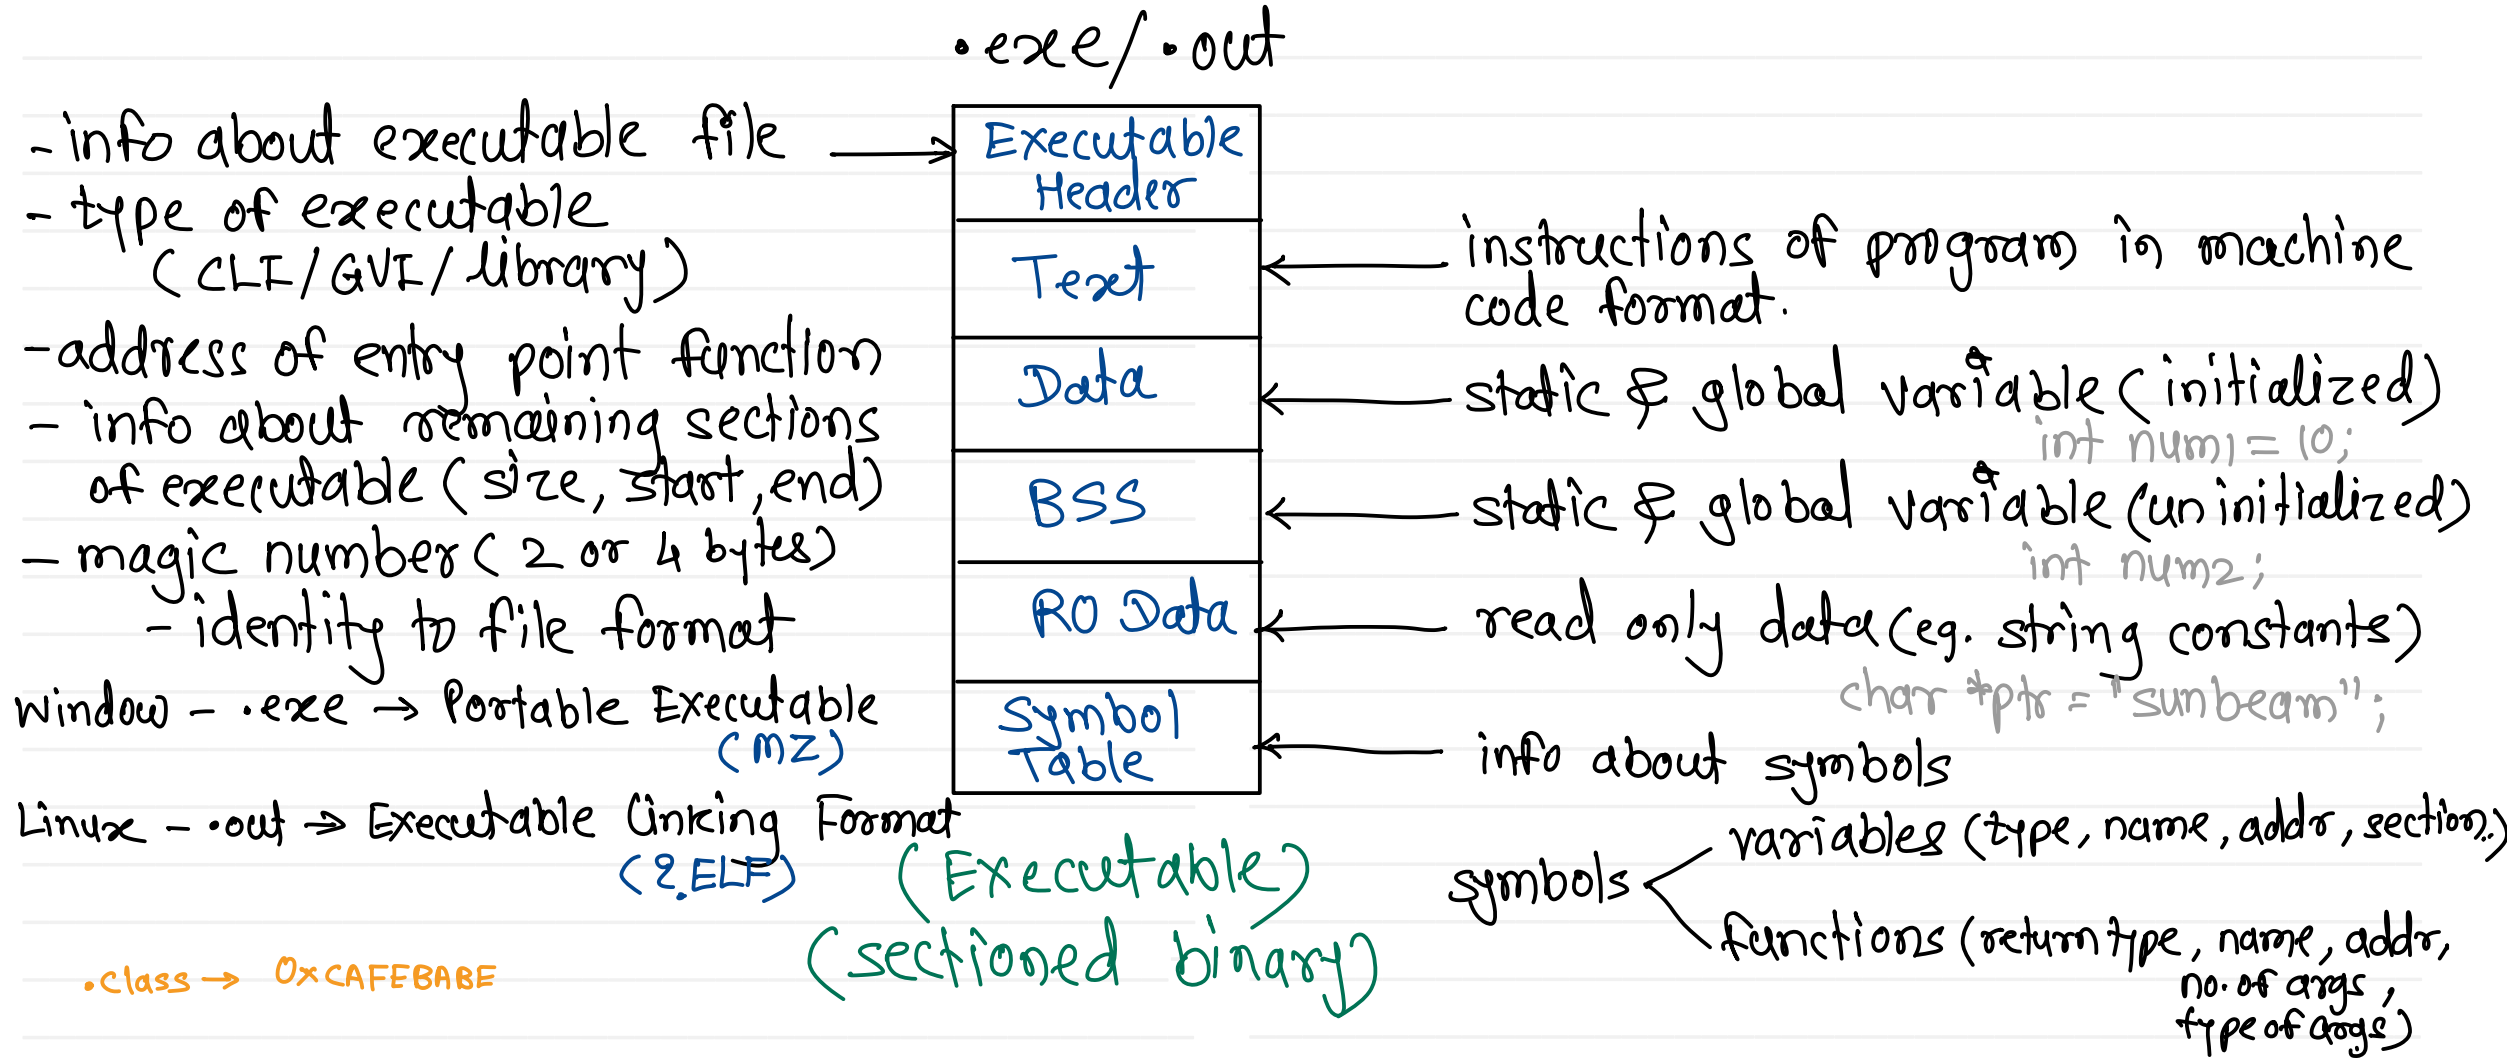 .exe/.out
- info about executable file
- type of executable
(CLI/GUI/library)
- address of entry point function
- info about remaining sections
of executable (size, start, end)
- magic number (2 or 4 bytes)
- identify to file format
window - .exe -> Portable Executable
(MZ)
Linux - .out -> Executable Linking Format
(?.ELF)
.class -> 0xCAFEBABE
Executable
Header
Text
Data
BSS
RO Data
Symbol
Table
(Executable)
(sectioned binary)
instructions of program in machine
code format.
static & global variable (initialized)
int num1=10;
static & global variable (uninitialized)
int num2;
read only data (eg. string constants)
char *ptr="sunbeam";
info about symbols
symbols
variables (type, name, addr, section,)
functions (return type, name, addr,
no. of args,
type of args)